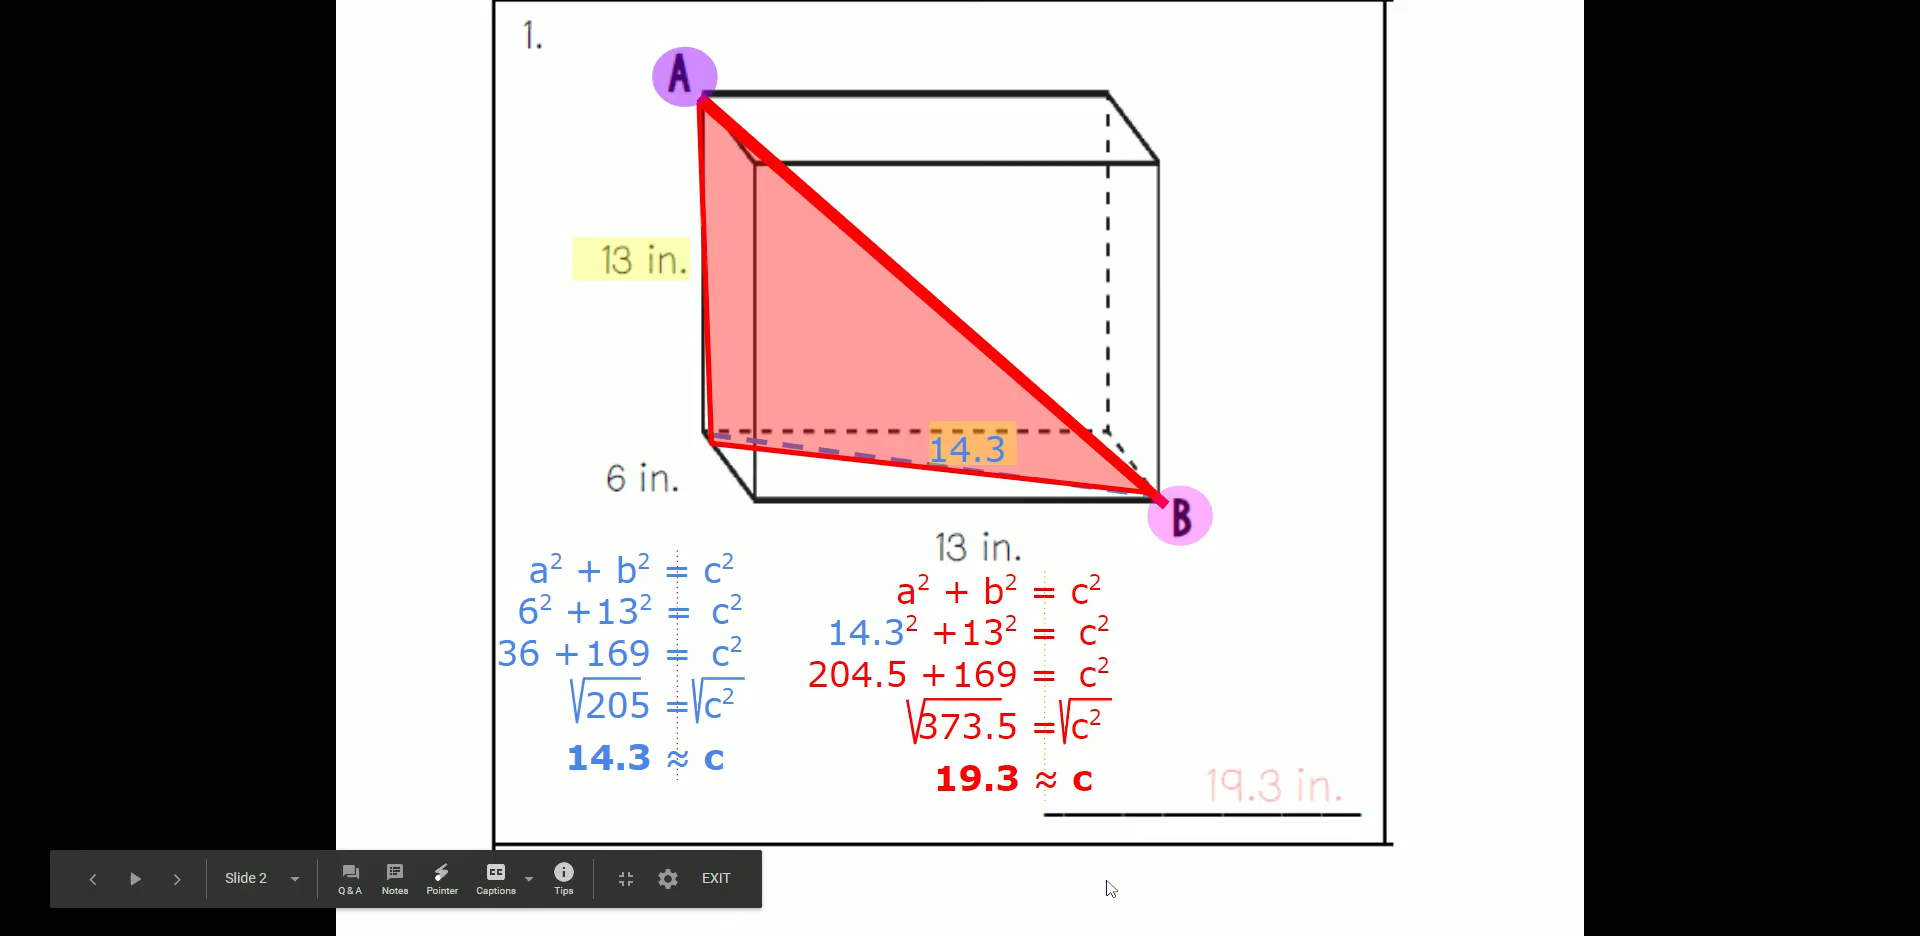 1.
A
13 in.
14.3
6 in.
B
13 in.
a² + b² = c²
6² + 13² = c²
36 + 169 = c²
√205 = √c²
14.3 ≈ c
a² + b² = c²
14.3² + 13² = c²
204.5 + 169 = c²
√373.5 = √c²
19.3 ≈ c
19.3 in.
Slide 2
Q & A
Notes
Pointer
CC
Captions
Tips
EXIT